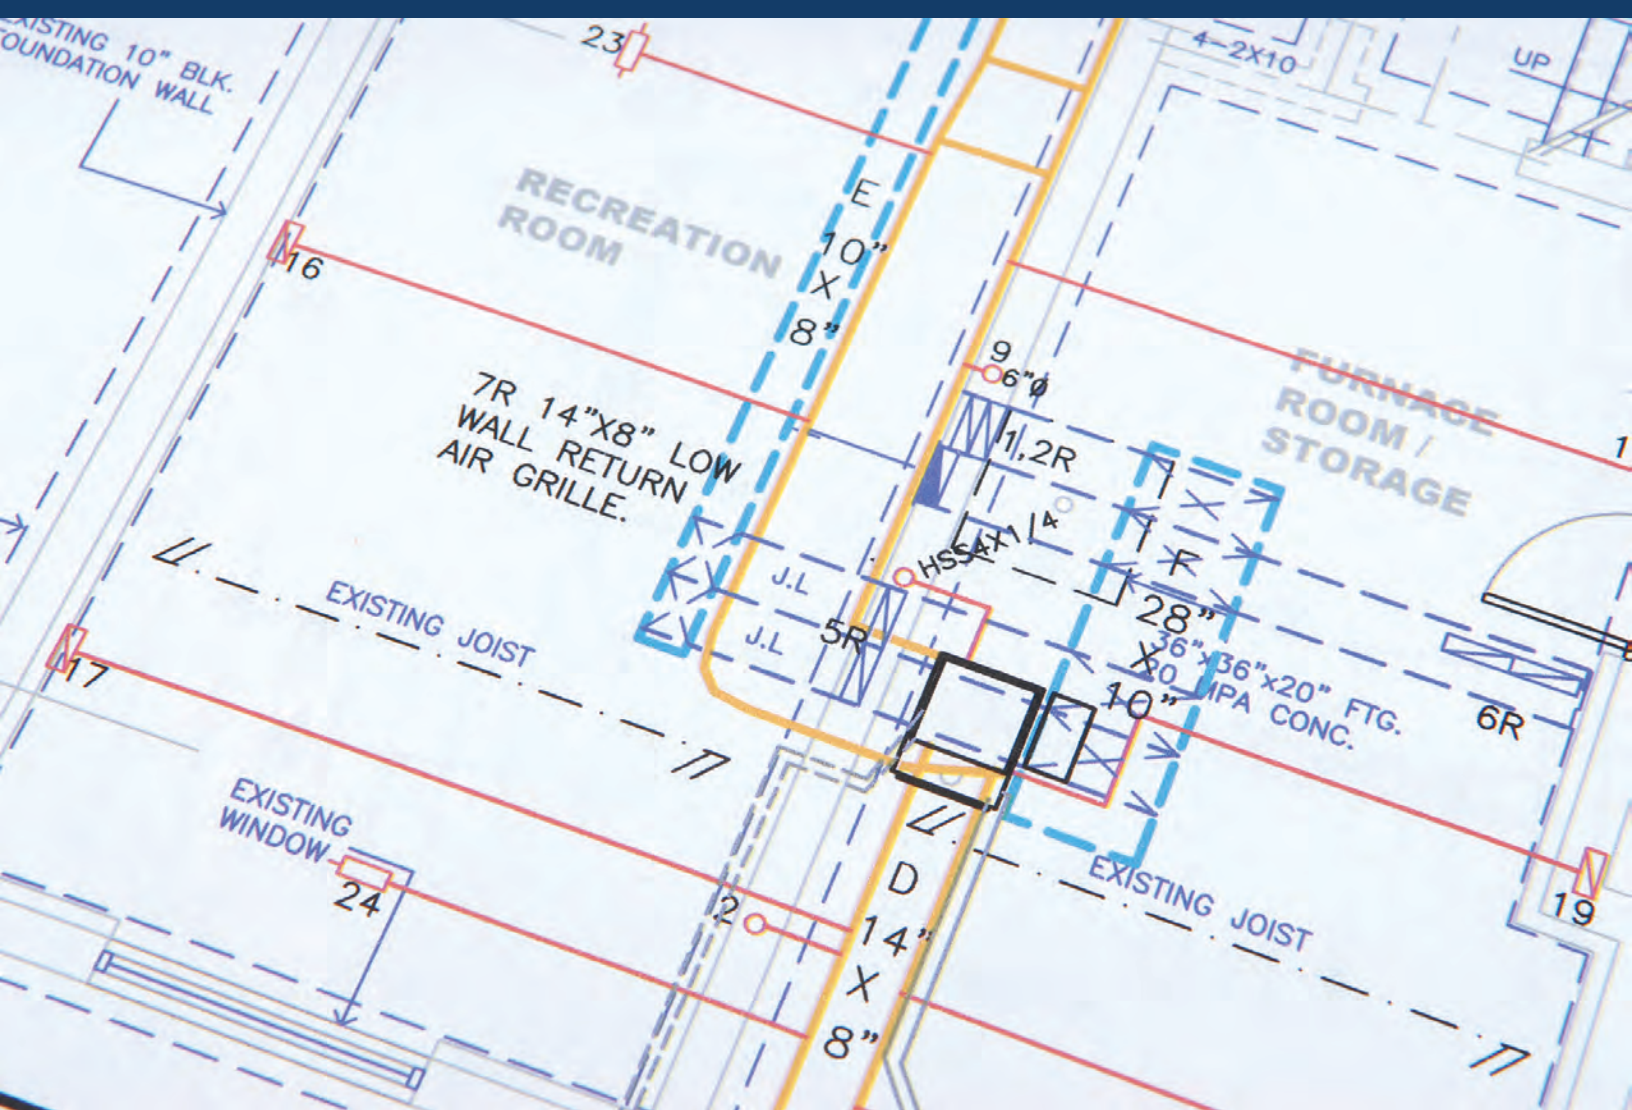 EXISTING 10" BLK.
FOUNDATION WALL
23
4-2X10
UP
RECREATION
ROOM
E
10"
X
8"
16
9
6"ø
FURNACE
ROOM /
STORAGE
7R 14"X8" LOW
WALL RETURN
AIR GRILLE.
1,2R
HSS4X1/4
J.L
J.L
5R
F
28"
X
10"
36"x36"x20" FTG.
20 MPA CONC.
6R
EXISTING JOIST
17
EXISTING
WINDOW
24
2
D
14"
X
8"
EXISTING JOIST
19